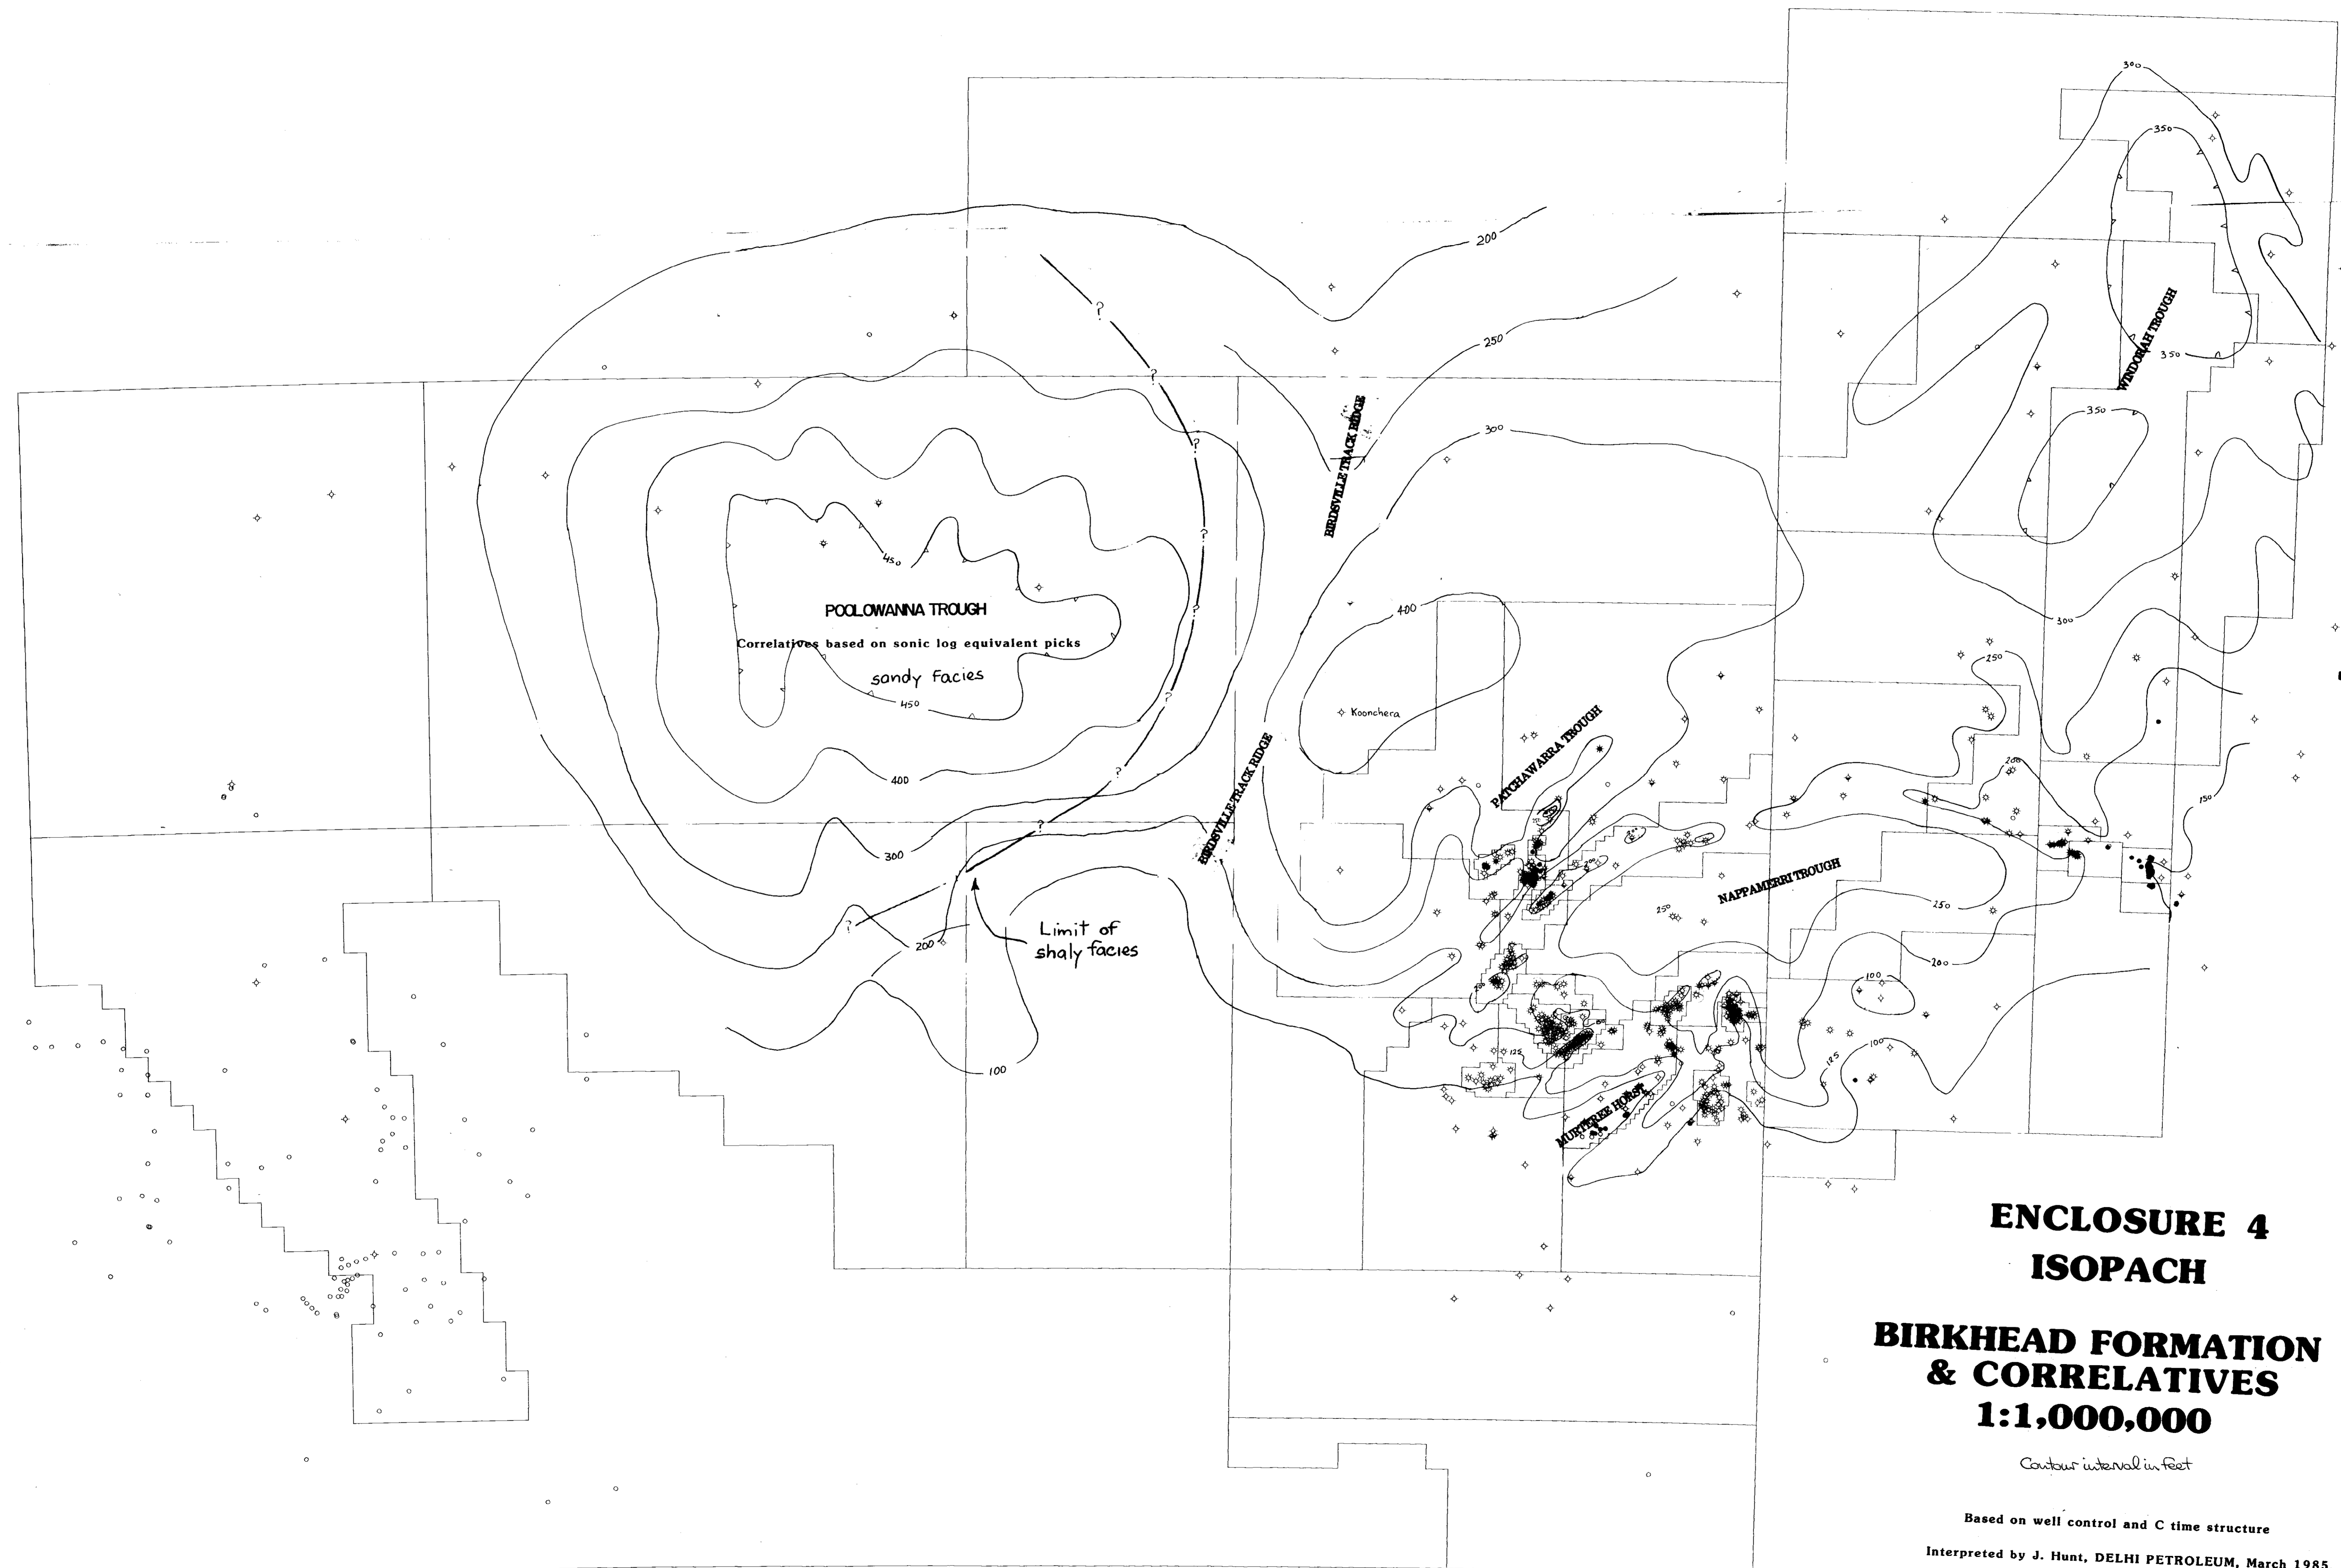 300
350
200
250
WINDORAH TROUGH
350
?
?
350
BIRDSVILLE TRACK RIDGE
300
?
450
?
POOLOWANNA TROUGH
400
?
300
Correlatives based on sonic log equivalent picks
250
sandy Facies
?
450
Koonchera
PATCHAWARRA TROUGH
BIRDSVILLE TRACK RIDGE
400
?
200
150
?
300
NAPPAMERRI TROUGH
250
250
?
200
Limit of
shaly facies
200
100
125
100
100
125
MURTEREE HORST
ENCLOSURE 4
ISOPACH
BIRKHEAD FORMATION
& CORRELATIVES
1:1,000,000
Contour interval in feet
Based on well control and C time structure
Interpreted by J. Hunt, DELHI PETROLEUM, March 1985